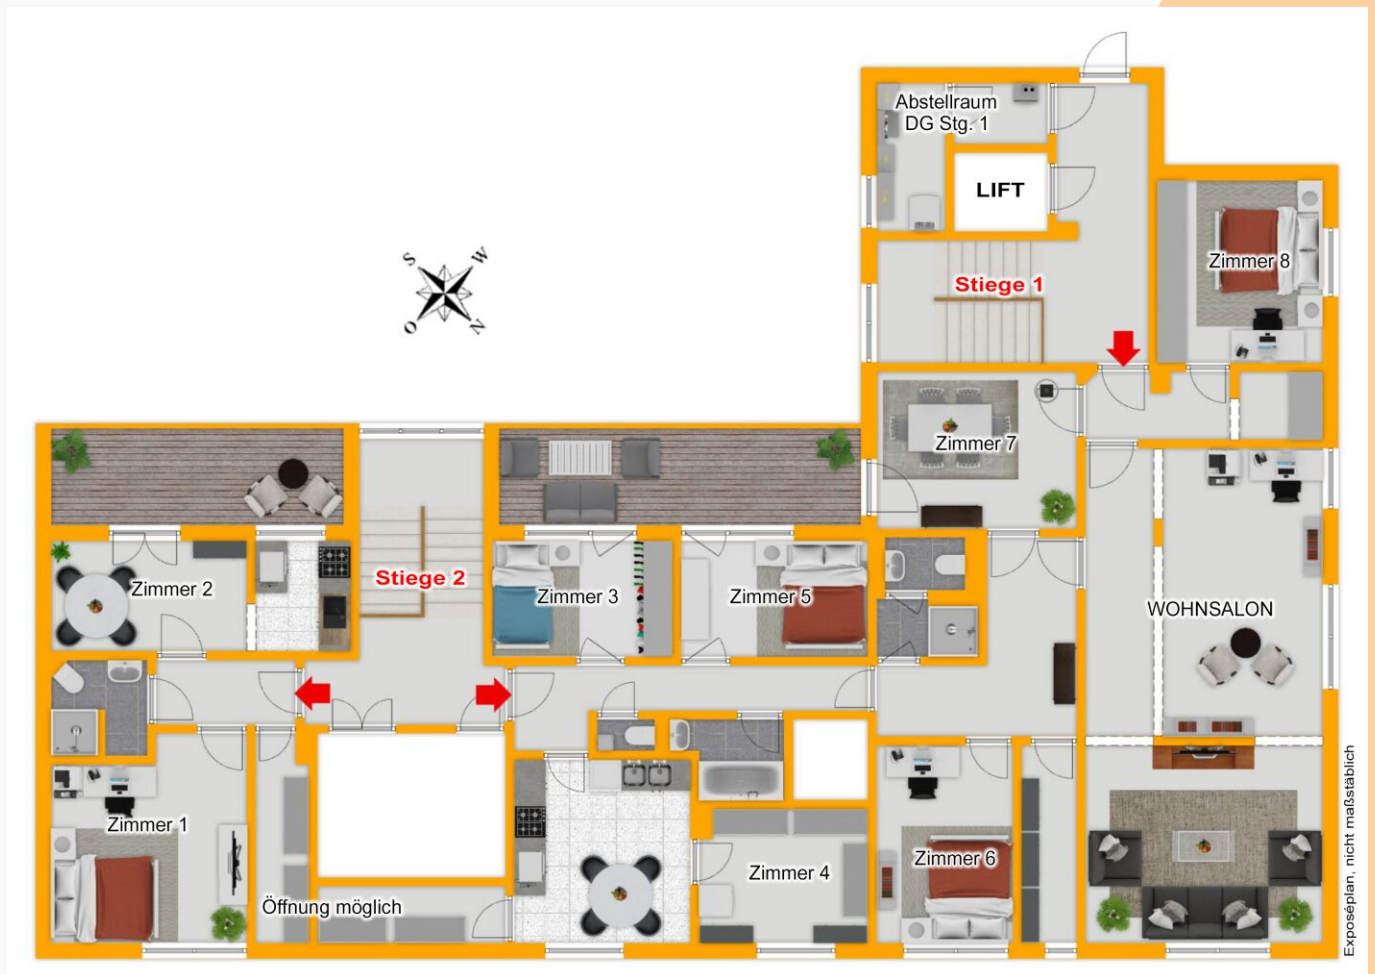 Abstellraum
DG Stg. 1
LIFT
Zimmer 8
S
W
O
N
Stiege 1
Zimmer 7
Stiege 2
Zimmer 2
Zimmer 3
Zimmer 5
WOHNSALON
Zimmer 1
Zimmer 4
Zimmer 6
Öffnung möglich
Exposéplan, nicht maßstäblich